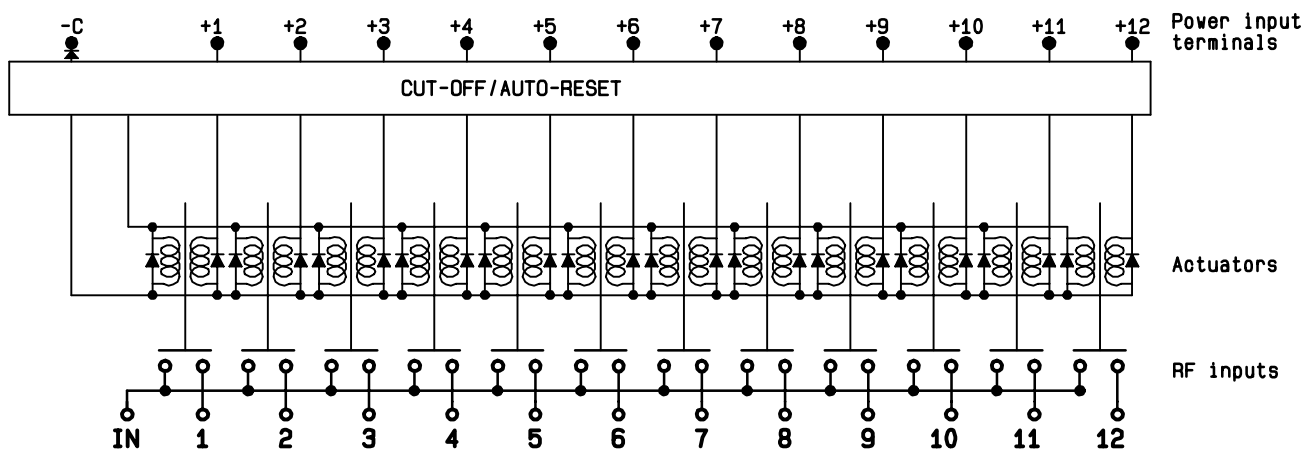 -C +1 +2 +3 +4 +5 +6 +7 +8 +9 +10 +11 +12 Power input
terminals
CUT-OFF/AUTO-RESET
Actuators
RF inputs
IN 1 2 3 4 5 6 7 8 9 10 11 12